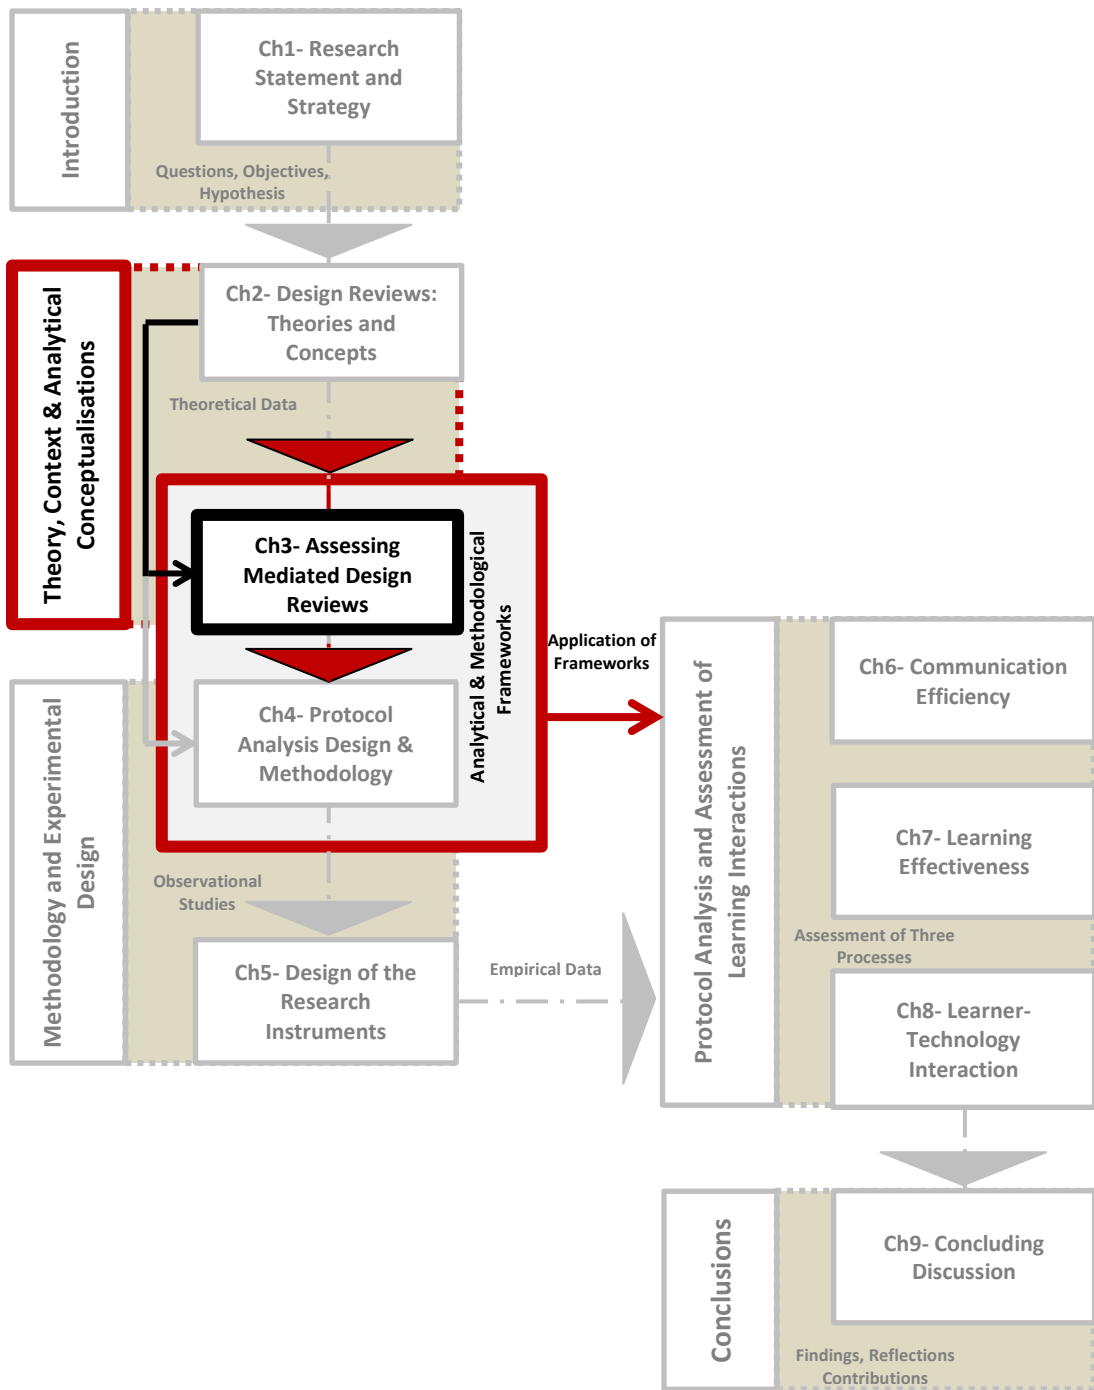 Introduction
Ch1- Research
Statement and
Strategy
Questions, Objectives,
Hypothesis
Theory, Context & Analytical
Conceptualisations
Ch2- Design Reviews:
Theories and
Concepts
Theoretical Data
Ch3- Assessing
Mediated Design
Reviews
Analytical & Methodological
Frameworks
Application of
Frameworks
Methodology and Experimental
Design
Ch4- Protocol
Analysis Design &
Methodology
Observational
Studies
Ch5- Design of the
Research
Instruments
Empirical Data
Protocol Analysis and Assessment of
Learning Interactions
Ch6- Communication
Efficiency
Ch7- Learning
Effectiveness
Assessment of Three
Processes
Ch8- Learner-
Technology
Interaction
Conclusions
Ch9- Concluding
Discussion
Findings, Reflections
Contributions